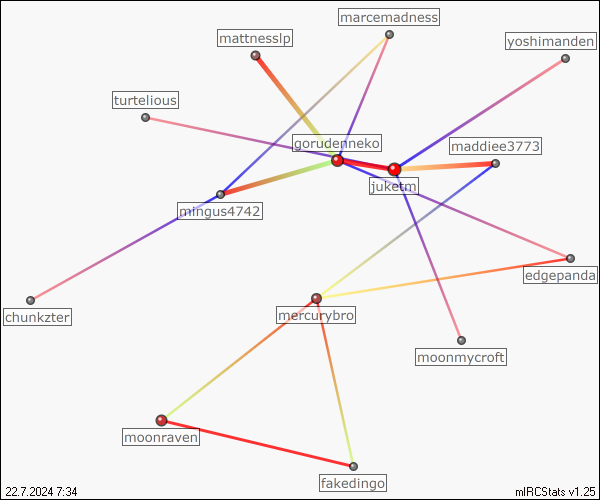 marcemadness
mattnesslp
yoshimanden
turtelious
gorudenneko
maddiee3773
juketm
mingus4742
edgepanda
chunkzter
mercurybro
moonmycroft
moonraven
fakedingo
22.7.2024 7:34
mIRCStats v1.25